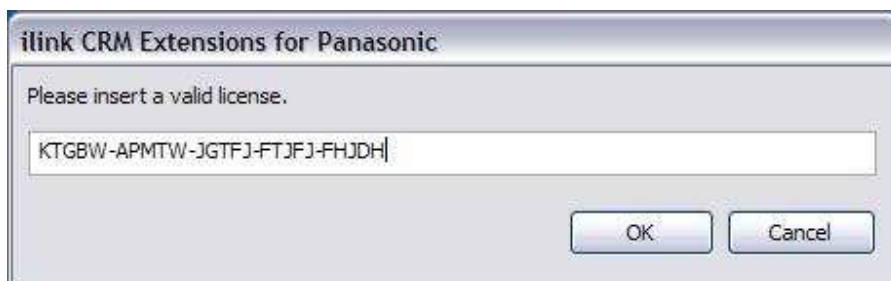 ilink CRM Extensions for Panasonic
Please insert a valid license.
KTGBW-APMTW-JGTFJ-FTJFJ-FHJDH
OK Cancel